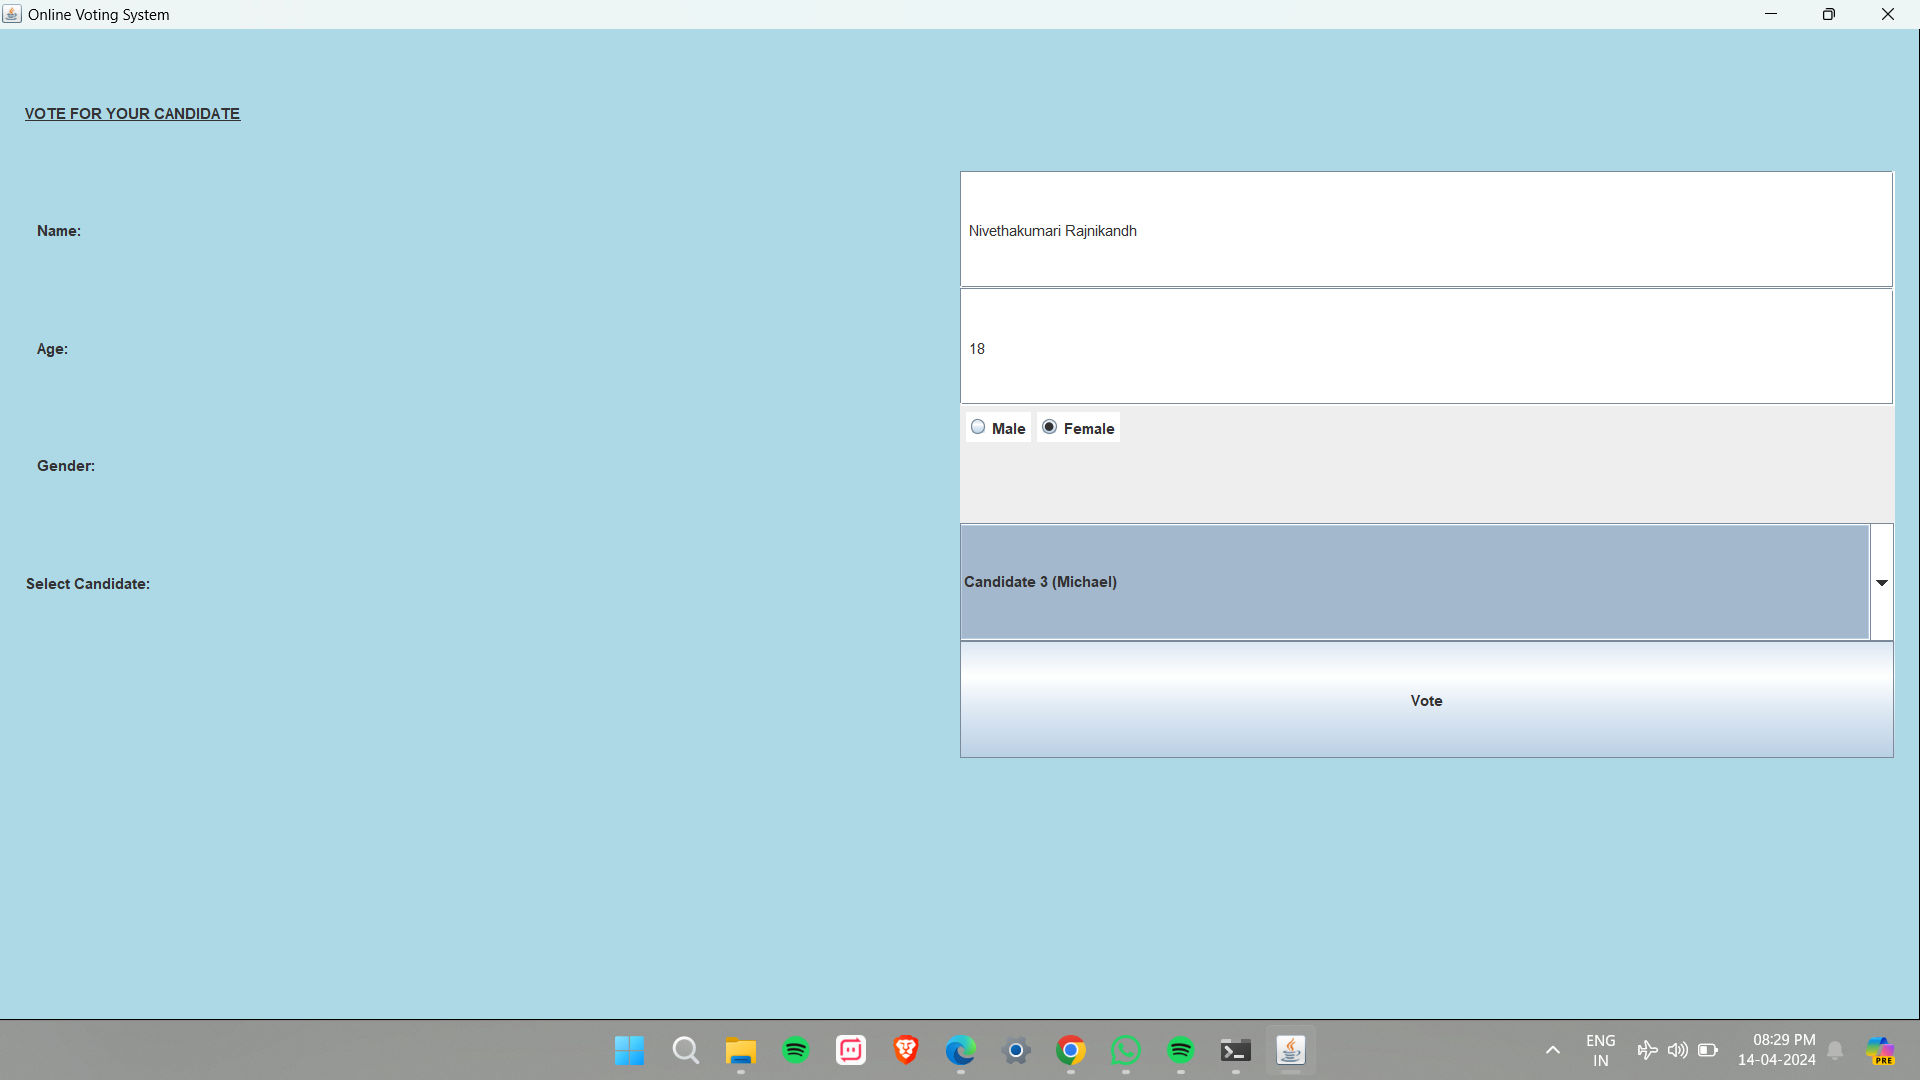 Online Voting System
VOTE FOR YOUR CANDIDATE
Name:
Nivethakumari Rajnikandh
Age:
18
Gender:
Male
Female
Select Candidate:
Candidate 3 (Michael)
Vote
ENG
IN
08:29 PM
14-04-2024
PRE